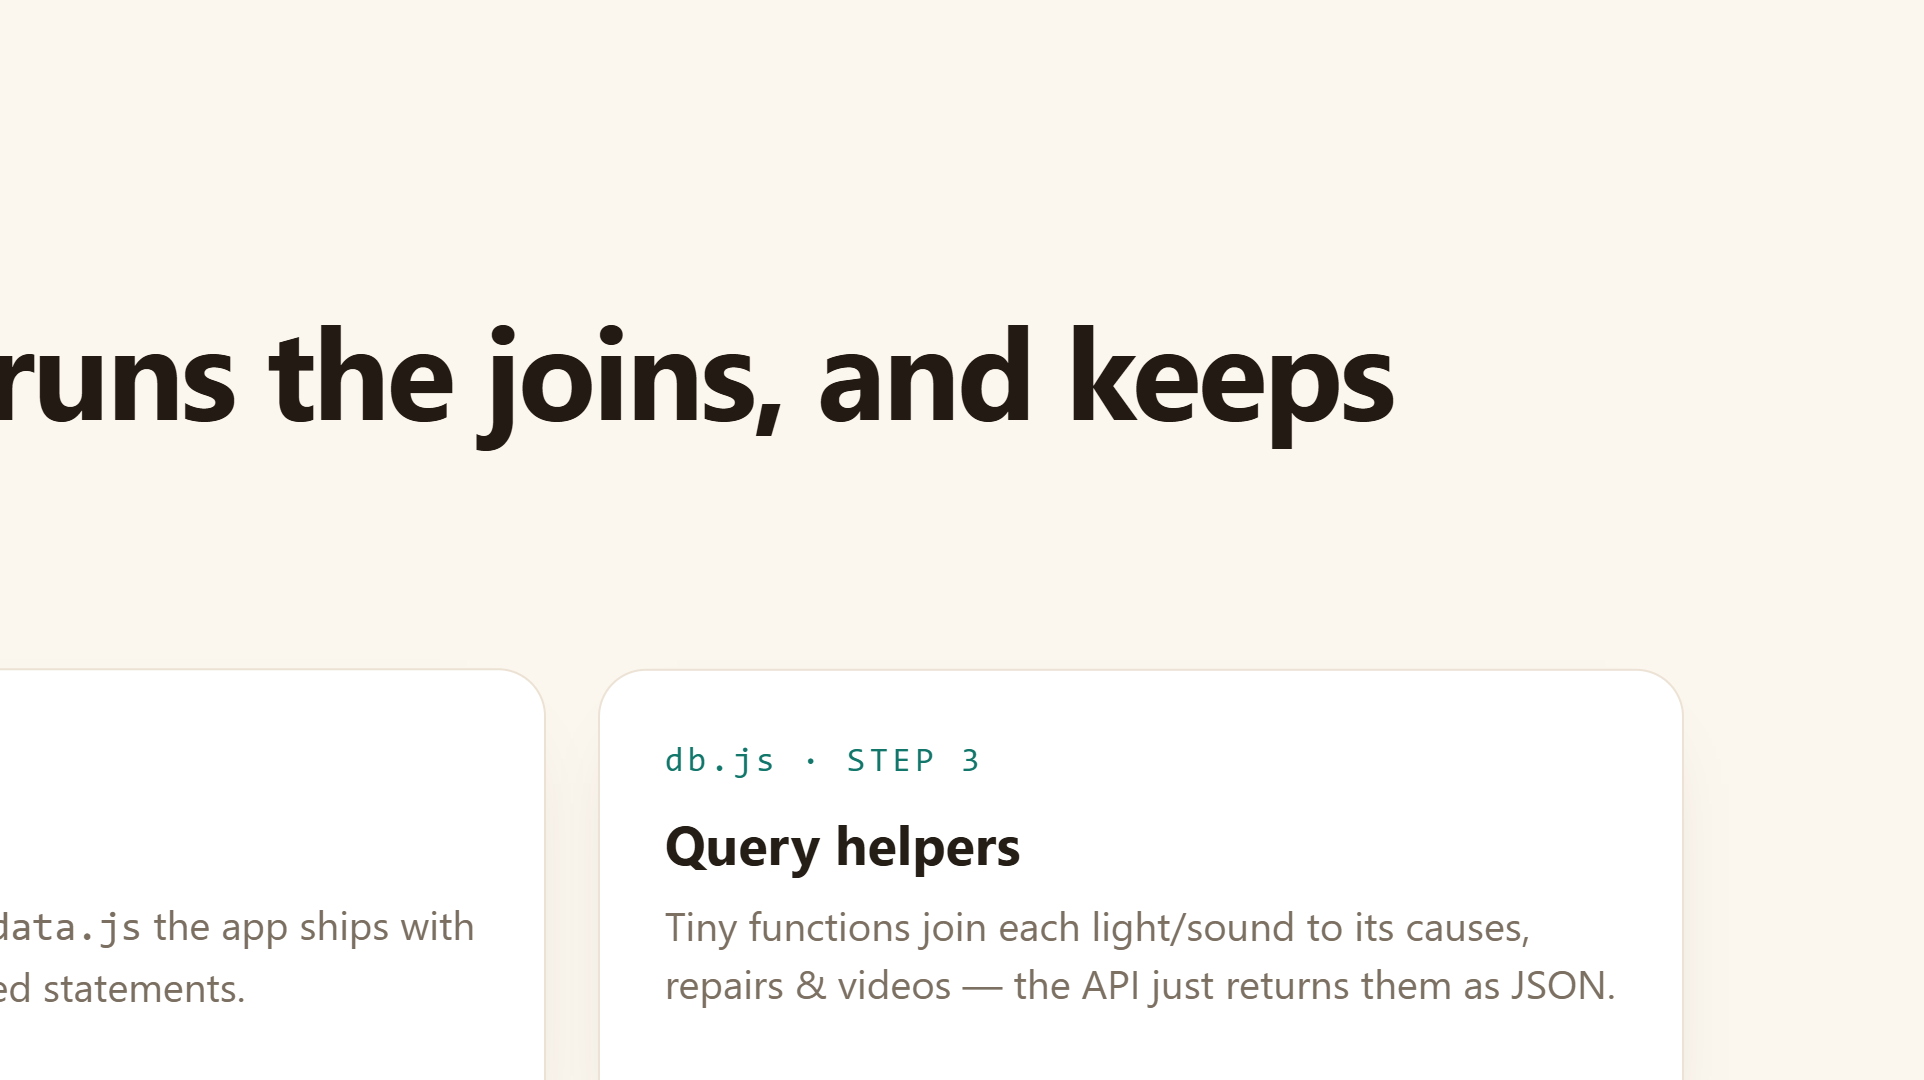 runs the joins, and keeps
data.js the app ships with
ed statements.
db.js · STEP 3
Query helpers
Tiny functions join each light/sound to its causes,
repairs & videos — the API just returns them as JSON.